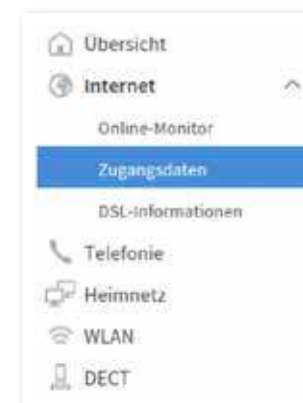 Übersicht
Internet
Online-Monitor
Zugangsdaten
DSL-Informationen
Telefonie
Heimnetz
WLAN
DECT